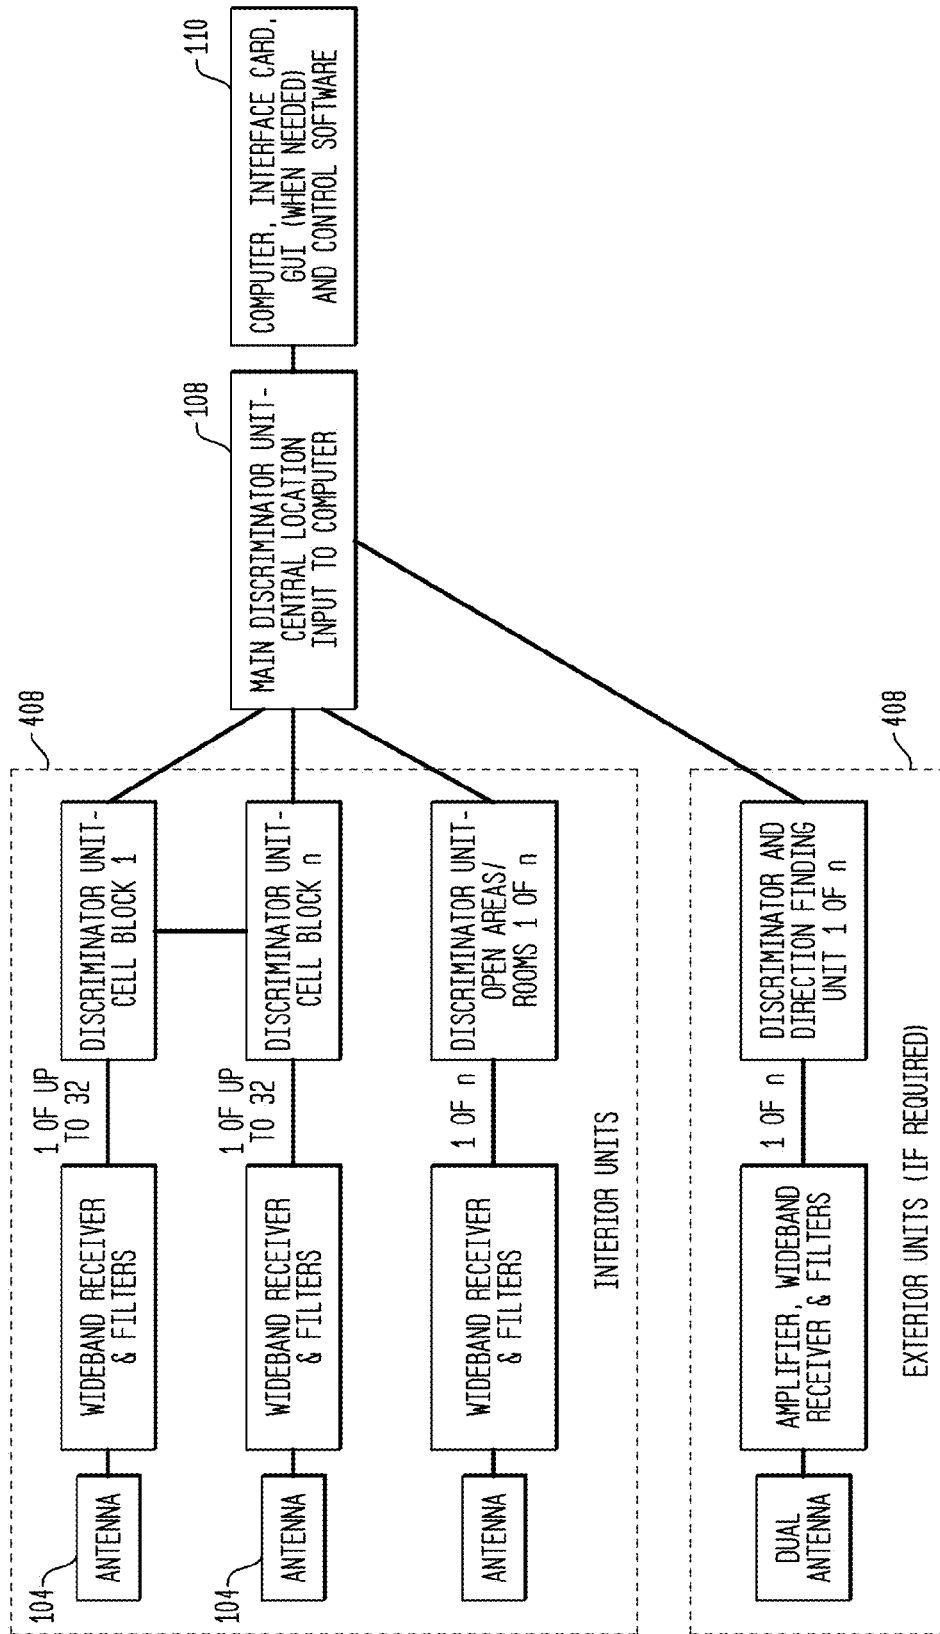 104
ANTENNA
WIDEBAND RECEIVER
& FILTERS
1 OF UP
TO 32
DISCRIMINATOR UNIT-
CELL BLOCK 1
408
104
ANTENNA
WIDEBAND RECEIVER
& FILTERS
1 OF UP
TO 32
DISCRIMINATOR UNIT-
CELL BLOCK n
108
MAIN DISCRIMINATOR UNIT-
CENTRAL LOCATION
INPUT TO COMPUTER
110
COMPUTER, INTERFACE CARD,
GUI (WHEN NEEDED)
AND CONTROL SOFTWARE
ANTENNA
WIDEBAND RECEIVER
& FILTERS
1 OF n
DISCRIMINATOR UNIT-
OPEN AREAS/
ROOMS 1 OF n
INTERIOR UNITS
DUAL
ANTENNA
AMPLIFIER, WIDEBAND
RECEIVER & FILTERS
1 OF n
DISCRIMINATOR AND
DIRECTION FINDING
UNIT 1 OF n
408
EXTERIOR UNITS (IF REQUIRED)